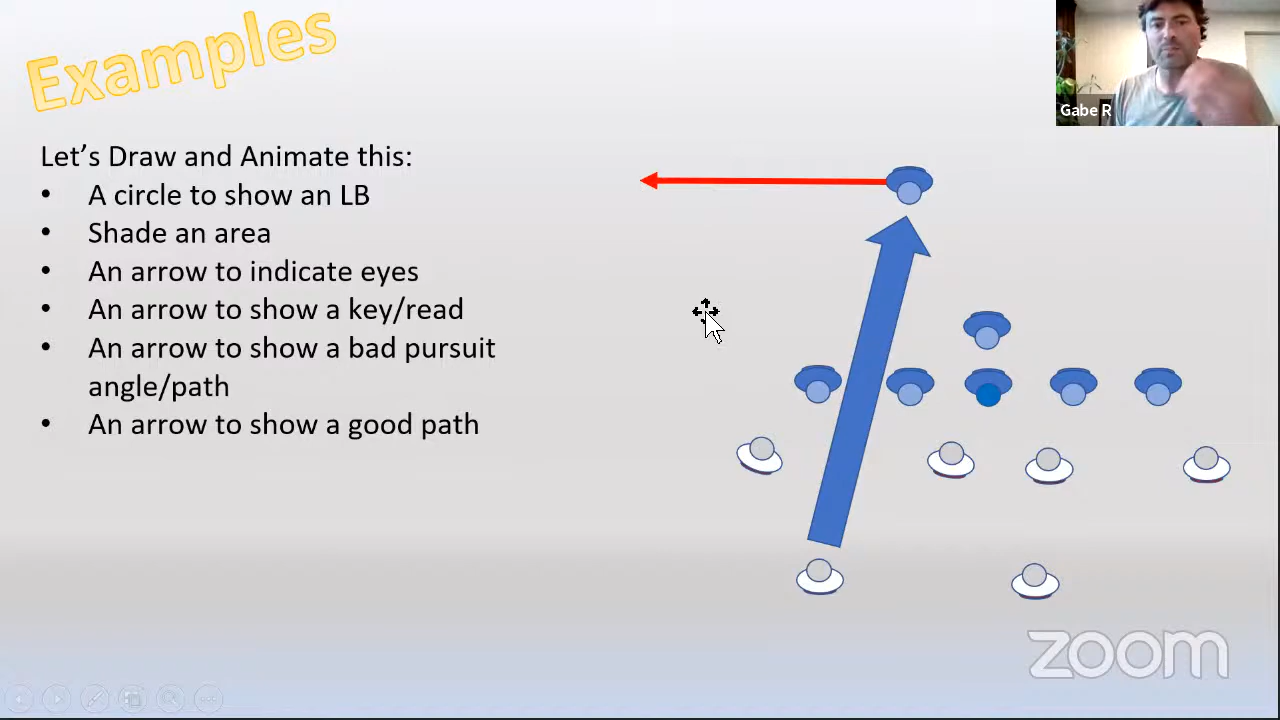 Examples
Gabe R
Let's Draw and Animate this:
• A circle to show an LB
• Shade an area
• An arrow to indicate eyes
• An arrow to show a key/read
• An arrow to show a bad pursuit
angle/path
• An arrow to show a good path
zoom